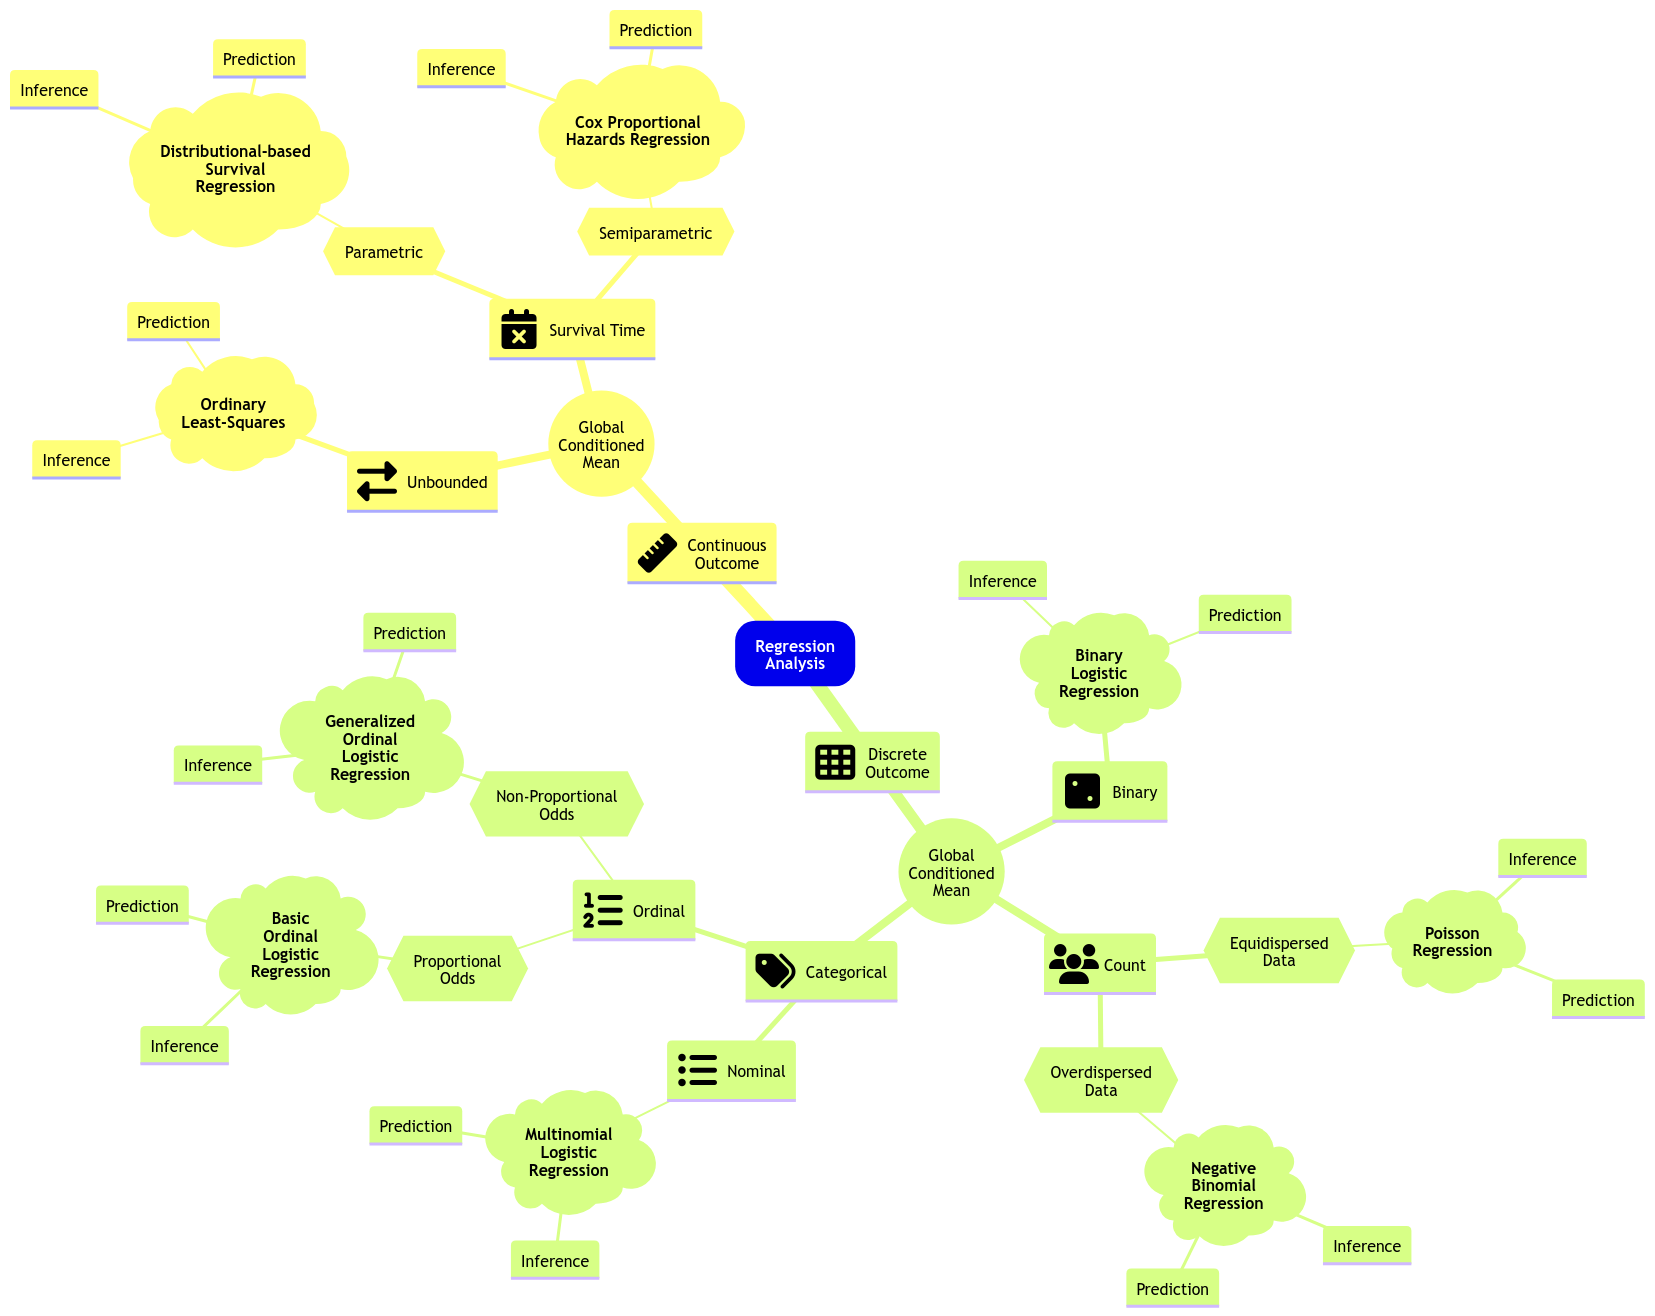 Prediction
Inference
Cox Proportional
Hazards Regression
Semiparametric
Prediction
Inference
Distributional-based
Survival
Regression
Parametric
Survival Time
Prediction
Inference
Ordinary
Least-Squares
Unbounded
Global
Conditioned
Mean
Continuous
Outcome
Regression
Analysis
Discrete
Outcome
Global
Conditioned
Mean
Inference
Prediction
Binary
Logistic
Regression
Binary
Prediction
Inference
Generalized
Ordinal
Logistic
Regression
Non-Proportional
Odds
Ordinal
Prediction
Inference
Basic
Ordinal
Logistic
Regression
Proportional
Odds
Categorical
Nominal
Prediction
Inference
Multinomial
Logistic
Regression
Count
Equidispersed
Data
Poisson
Regression
Inference
Prediction
Overdispersed
Data
Negative
Binomial
Regression
Inference
Prediction
1
2